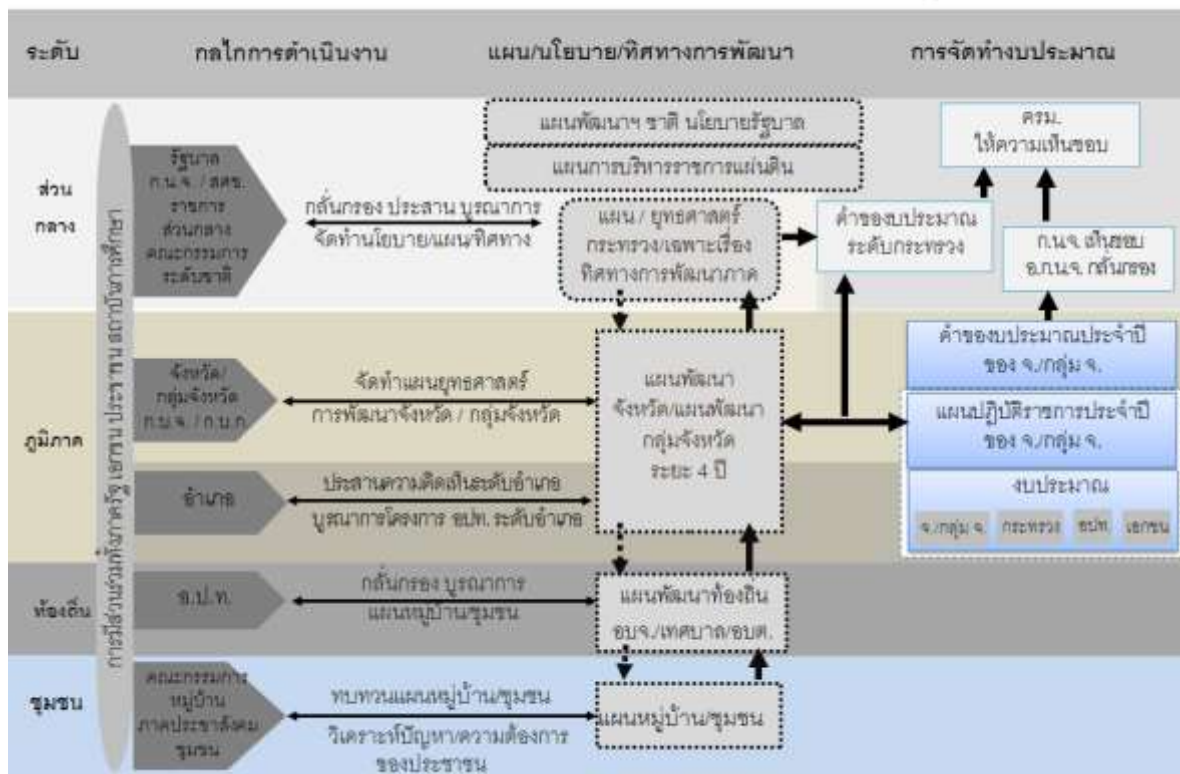 ระดับ
กลไกการดำเนินงาน
แผน/นโยบาย/ทิศทางการพัฒนา
การจัดทำงบประมาณ
ส่วน
กลาง
รัฐบาล
ก.น.จ. / สศช.
ราชการ
ส่วนกลาง
คณะกรรมการ
ระดับชาติ
กลั่นกรอง ประสาน บูรณาการ
จัดทำนโยบาย/แผน/ทิศทาง
แผนพัฒนาฯ ชาติ นโยบายรัฐบาล
แผนการบริหารราชการแผ่นดิน
แผน / ยุทธศาสตร์
กระทรวง/เฉพาะเรื่อง
ทิศทางการพัฒนาภาค
คำของบประมาณ
ระดับกระทรวง
ครม.
ให้ความเห็นชอบ
ก.น.จ. เห็นชอบ
อ.ก.น.จ. กลั่นกรอง
การมีส่วนร่วมทั้งภาครัฐ เอกชน ประชาชน สถาบันการศึกษา
ภูมิภาค
จังหวัด/
กลุ่มจังหวัด
ก.บ.จ. / ก.บ.ก
จัดทำแผนยุทธศาสตร์
การพัฒนาจังหวัด / กลุ่มจังหวัด
แผนพัฒนา
จังหวัด/แผนพัฒนา
กลุ่มจังหวัด
ระยะ 4 ปี
คำของบประมาณประจำปี
ของ จ./กลุ่ม จ.
แผนปฏิบัติราชการประจำปี
ของ จ./กลุ่ม จ.
งบประมาณ
จ./กลุ่ม จ.
กระทรวง
อปท.
เอกชน
อำเภอ
ประสานความคิดเห็นระดับอำเภอ
บูรณาการโครงการ อปท. ระดับอำเภอ
ท้องถิ่น
อ.ป.ท.
กลั่นกรอง บูรณาการ
แผนหมู่บ้าน/ชุมชน
แผนพัฒนาท้องถิ่น
อบจ./เทศบาล/อบต.
ชุมชน
คณะกรรมการ
หมู่บ้าน
ภาคประชาสังคม
ชุมชน
ทบทวนแผนหมู่บ้าน/ชุมชน
วิเคราะห์ปัญหา/ความต้องการ
ของประชาชน
แผนหมู่บ้าน/ชุมชน